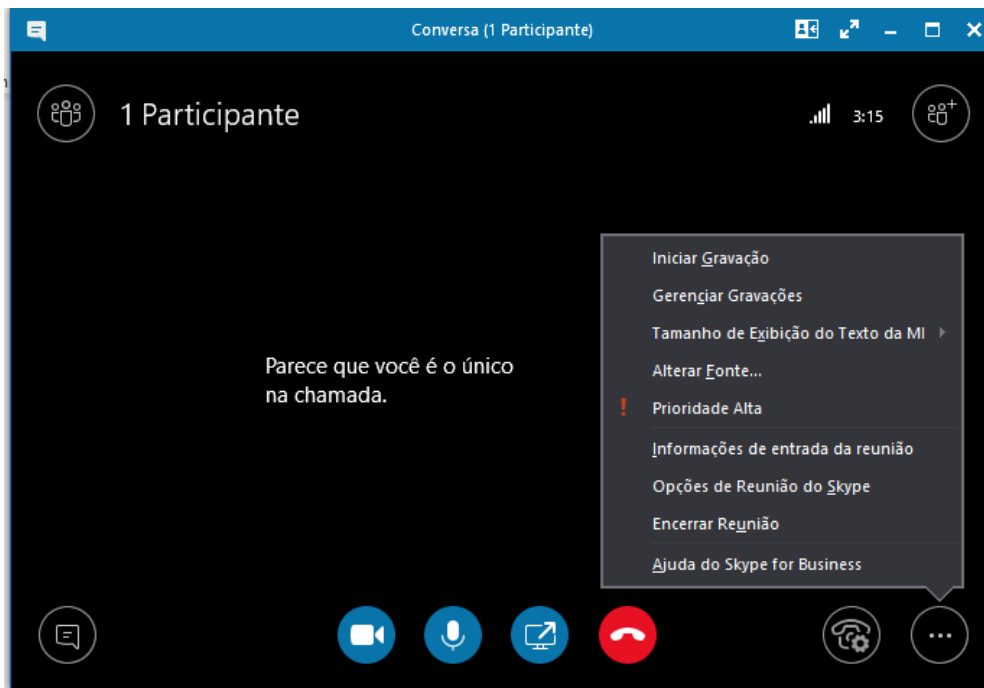 Conversa (1 Participante)
1 Participante
3:15
Parece que você é o único
na chamada.
Iniciar Gravação
Gerenciar Gravações
Tamanho de Exibição do Texto da MI
Alterar Fonte...
! Prioridade Alta
Informações de entrada da reunião
Opções de Reunião do Skype
Encerrar Reunião
Ajuda do Skype for Business